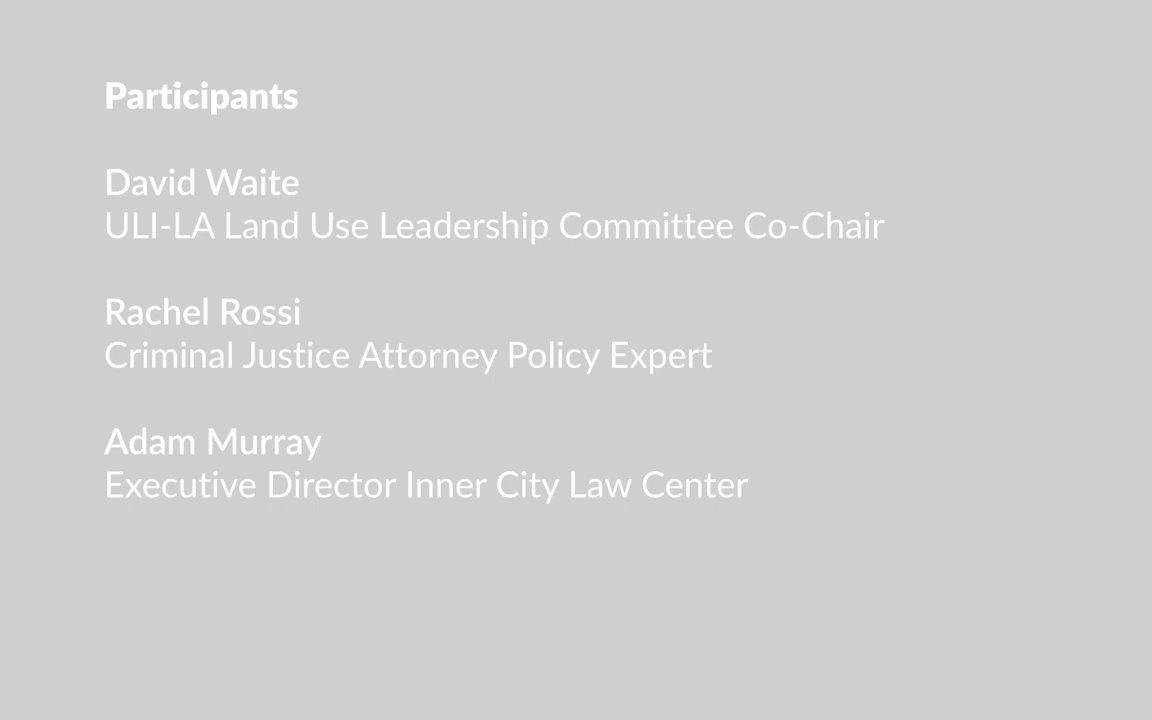 Participants
David Waite
ULI-LA Land Use Leadership Committee Co-Chair
Rachel Rossi
Criminal Justice Attorney Policy Expert
Adam Murray
Executive Director Inner City Law Center